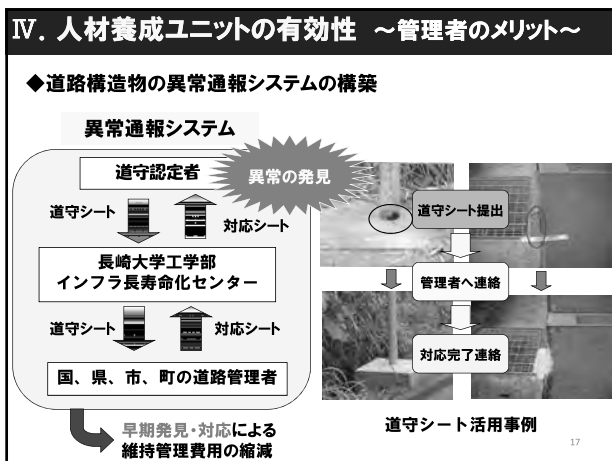 Ⅳ. 人材養成ユニットの有効性 ～管理者のメリット～
◆道路構造物の異常通報システムの構築
異常通報システム
道守認定者
異常の発見
道守シート
対応シート
長崎大学工学部
インフラ長寿命化センター
道守シート
対応シート
国、県、市、町の道路管理者
早期発見・対応による
維持管理費用の縮減
道守シート提出
管理者へ連絡
対応完了連絡
道守シート活用事例
17